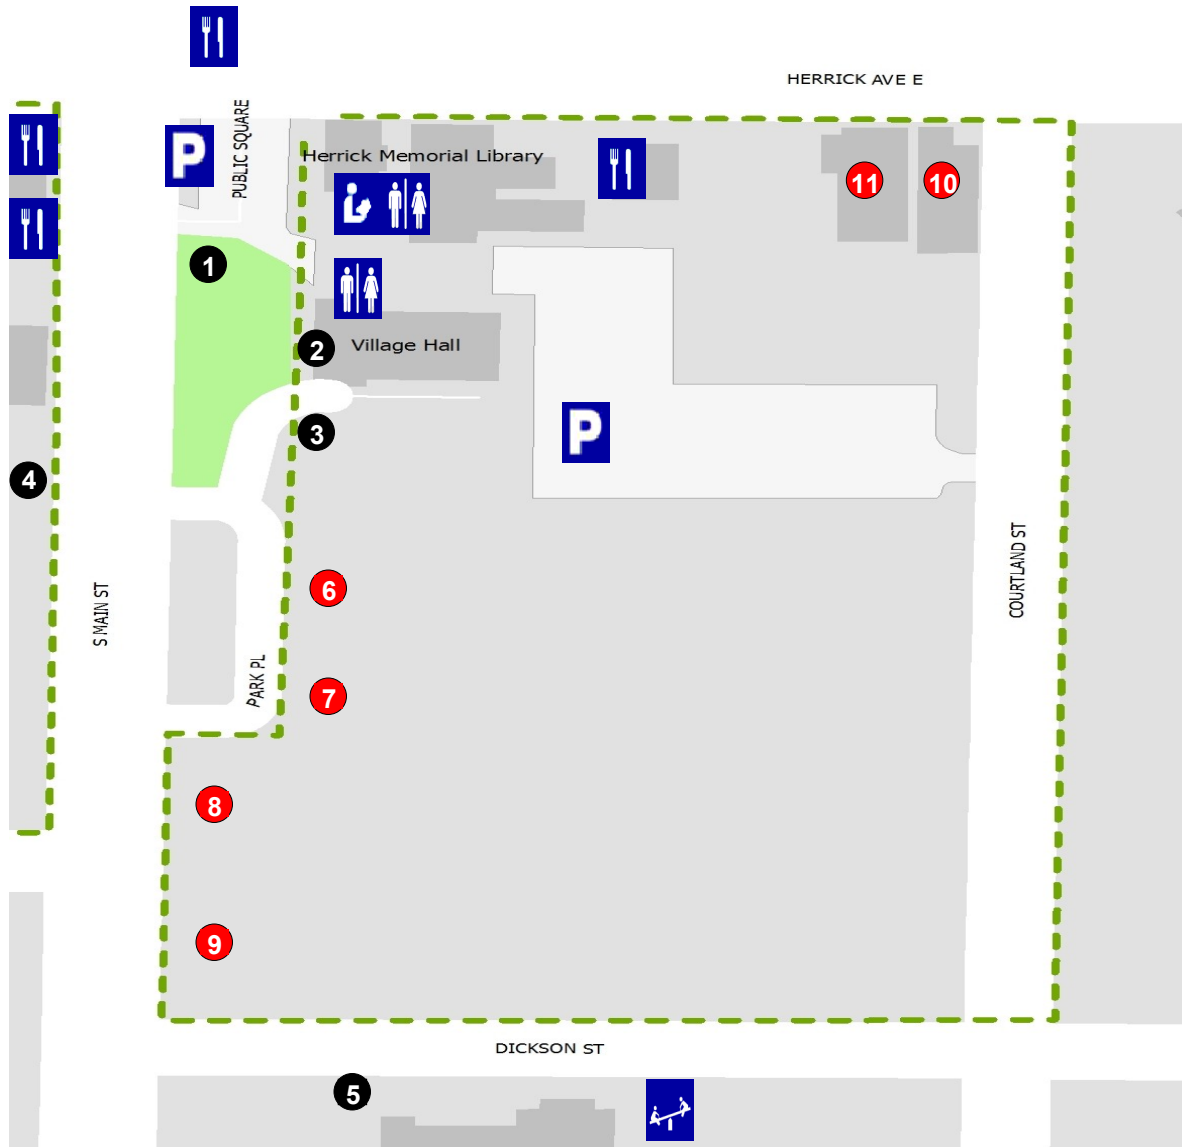 HERRICK AVE E
PUBLIC SQUARE
P
Herrick Memorial Library
11
10
1
2
Village Hall
3
P
4
6
COURTLAND ST
S MAIN ST
PARK PL
7
8
9
DICKSON ST
5